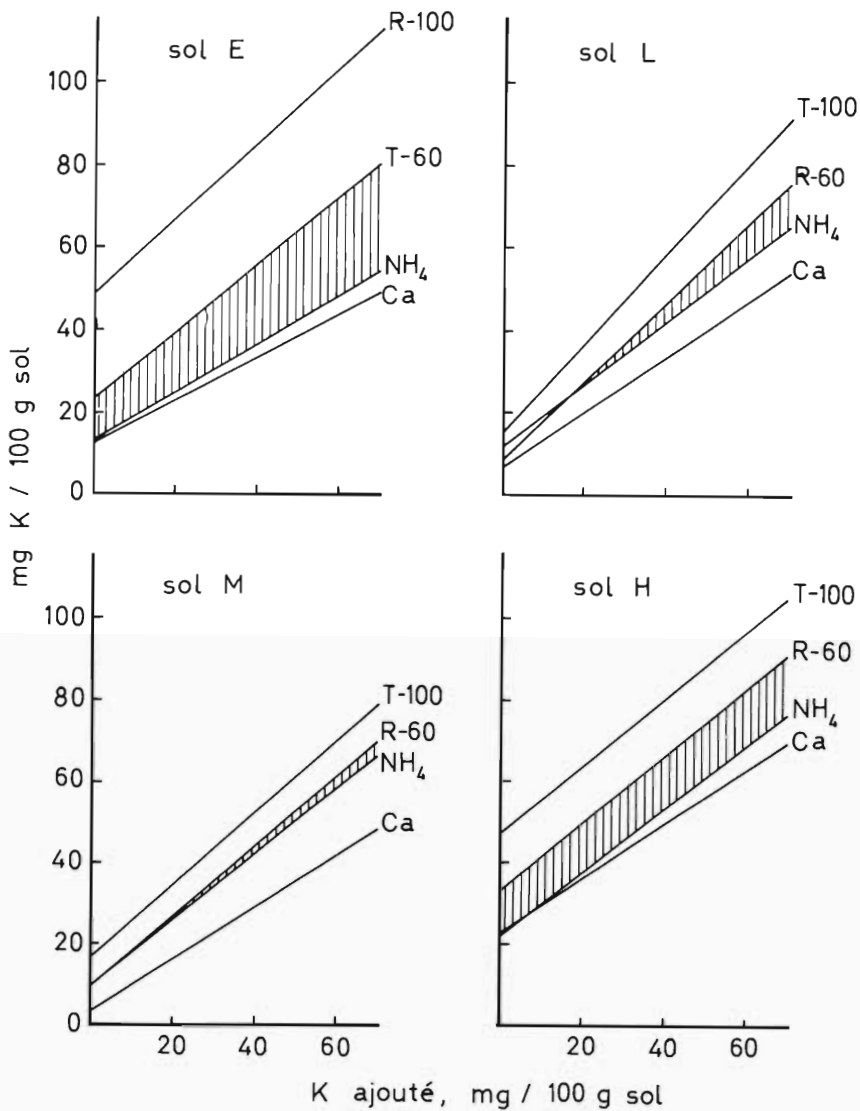 sol E
R-100
T-60
NH₄
Ca
100
80
60
40
20
0
sol L
T-100
R-60
NH₄
Ca
mg K / 100 g sol
sol M
T-100
R-60
NH₄
Ca
100
80
60
40
20
0
20 40 60
sol H
T-100
R-60
NH₄
Ca
20 40 60
K ajouté, mg / 100 g sol